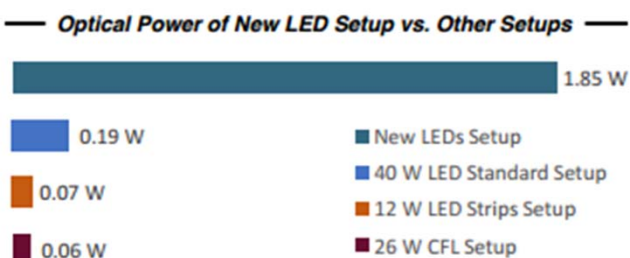 Optical Power of New LED Setup vs. Other Setups
1.85 W
0.19 W
New LEDs Setup
40 W LED Standard Setup
0.07 W
12 W LED Strips Setup
0.06 W
26 W CFL Setup